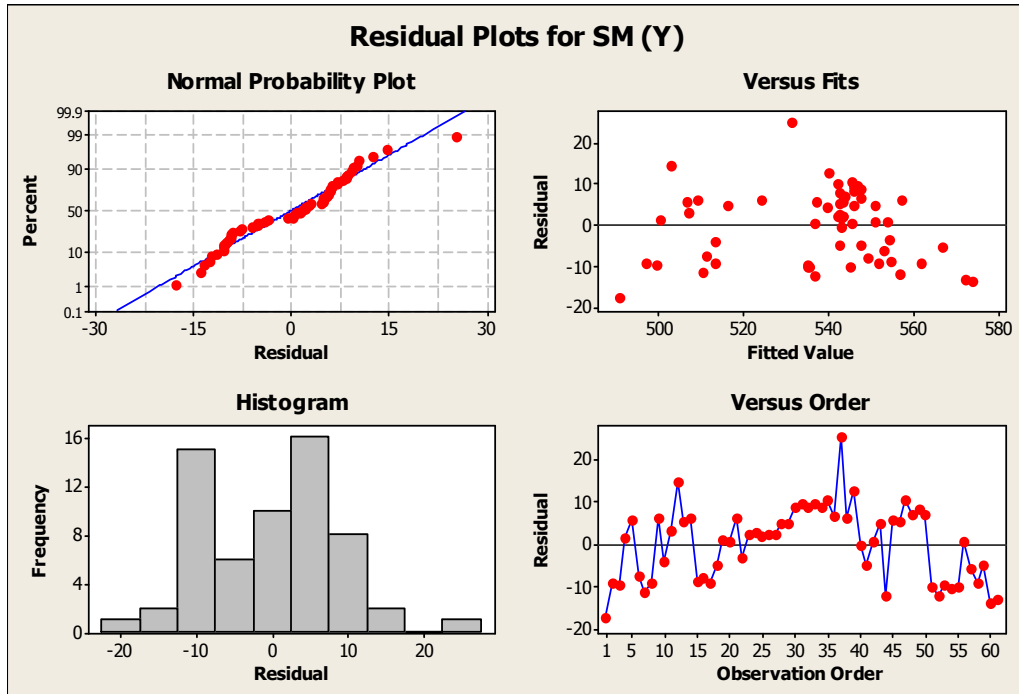 Residual Plots for SM (Y)
Normal Probability Plot
99.9
99
90
50
10
1
0.1
Percent
-30 -15 0 15 30
Residual
Versus Fits
20
10
0
-10
-20
Residual
500 520 540 560 580
Fitted Value
Histogram
16
12
8
4
0
Frequency
-20 -10 0 10 20
Residual
Versus Order
20
10
0
-10
-20
Residual
1 5 10 15 20 25 30 35 40 45 50 55 60
Observation Order